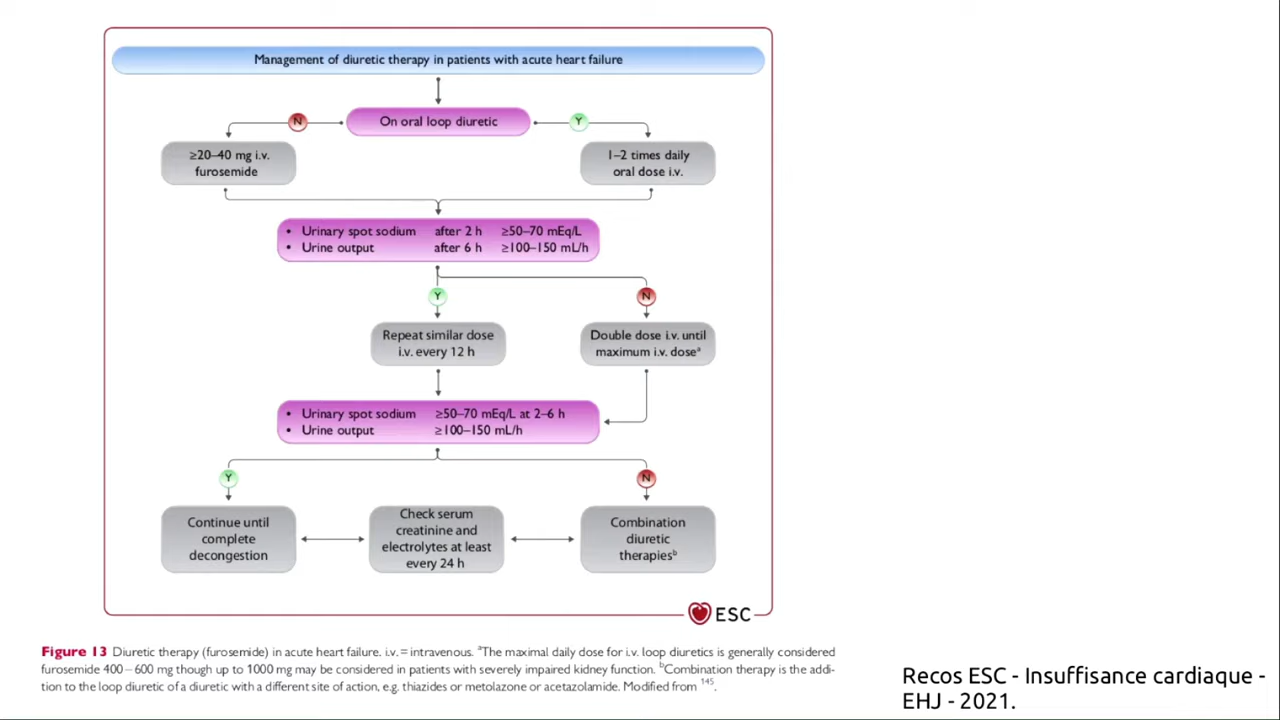 Management of diuretic therapy in patients with acute heart failure
On oral loop diuretic
N
Y
≥20–40 mg i.v.
furosemide
1–2 times daily
oral dose i.v.
• Urinary spot sodium after 2 h ≥50–70 mEq/L
• Urine output after 6 h ≥100–150 mL/h
Y
N
Repeat similar dose
i.v. every 12 h
Double dose i.v. until
maximum i.v. doseᵃ
• Urinary spot sodium ≥50–70 mEq/L at 2–6 h
• Urine output ≥100–150 mL/h
Y
N
Continue until
complete
decongestion
Check serum
creatinine and
electrolytes at least
every 24 h
Combination
diuretic
therapiesᵇ
ESC
Figure 13 Diuretic therapy (furosemide) in acute heart failure. i.v. = intravenous. ᵃThe maximal daily dose for i.v. loop diuretics is generally considered
furosemide 400–600 mg though up to 1000 mg may be considered in patients with severely impaired kidney function. ᵇCombination therapy is the addi-
tion to the loop diuretic of a diuretic with a different site of action, e.g. thiazides or metolazone or acetazolamide. Modified from ¹⁴⁵.
Recos ESC - Insuffisance cardiaque -
EHJ - 2021.